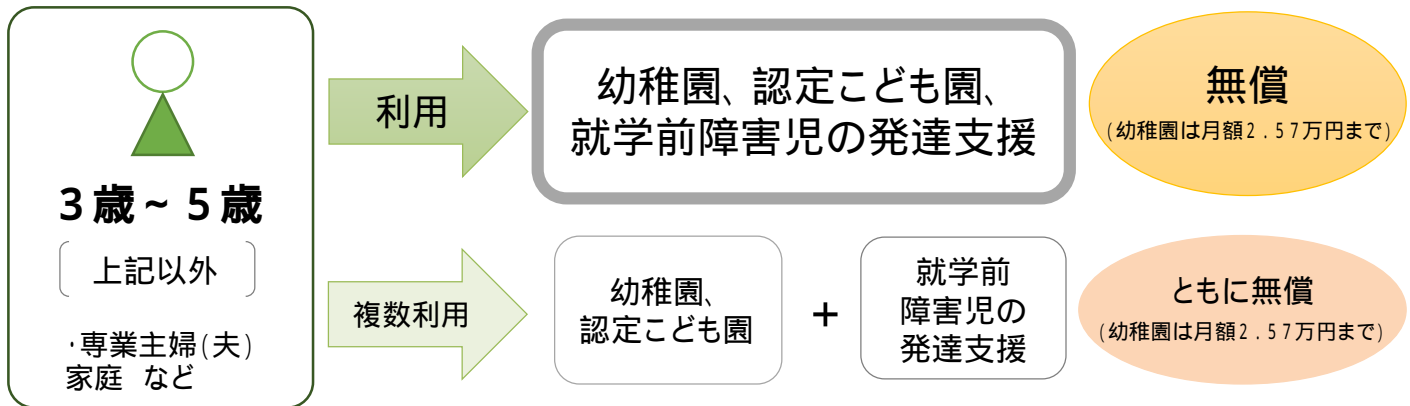 3歳~5歳
上記以外
・専業主婦(夫)
家庭 など
利用
幼稚園、認定こども園、
就学前障害児の発達支援
無償
(幼稚園は月額2.57万円まで)
複数利用
幼稚園、
認定こども園
+
就学前
障害児の
発達支援
ともに無償
(幼稚園は月額2.57万円まで)